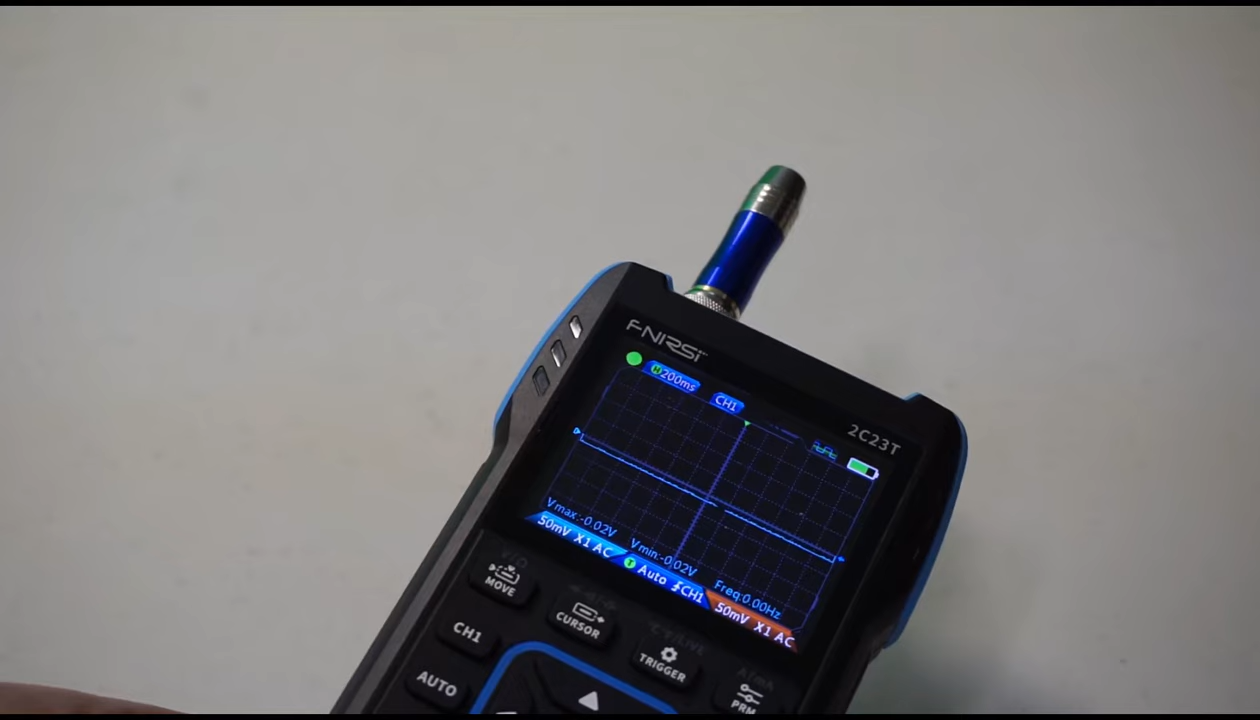 FNIRSI
2C23T
H 200ms
CH1
Vmax:-0.02V
Vmin:-0.02V
Freq:0.00Hz
50mV X1 AC
T Auto CH1
50mV X1 AC
MOVE
CURSOR
TRIGGER
PRM
CH1
AUTO